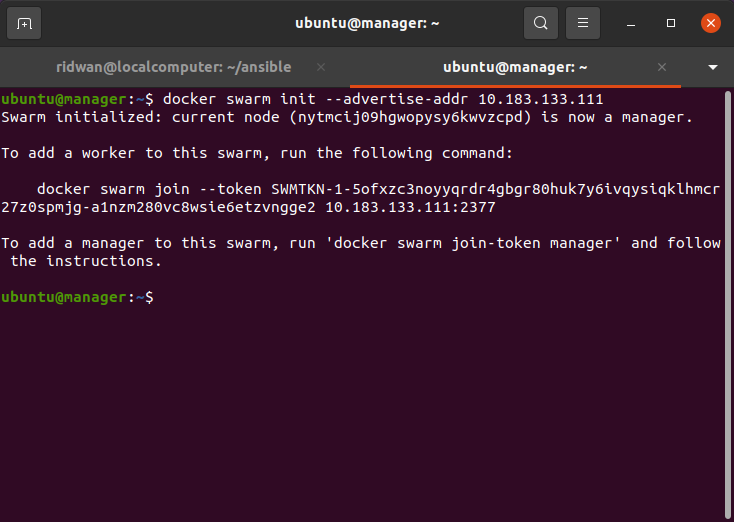 ubuntu@manager: ~
ridwan@localcomputer: ~/ansible × ubuntu@manager: ~ ×
ubuntu@manager:~$ docker swarm init --advertise-addr 10.183.133.111
Swarm initialized: current node (nytmcij09hgwopysy6kwvzcpd) is now a manager.
To add a worker to this swarm, run the following command:
docker swarm join --token SWMTKN-1-5ofxzc3noyyqrdr4gbgr80huk7y6ivqysiqklhmcr
27z0spmjg-a1nzm280vc8wsie6etzvngge2 10.183.133.111:2377
To add a manager to this swarm, run 'docker swarm join-token manager' and follow
the instructions.
ubuntu@manager:~$